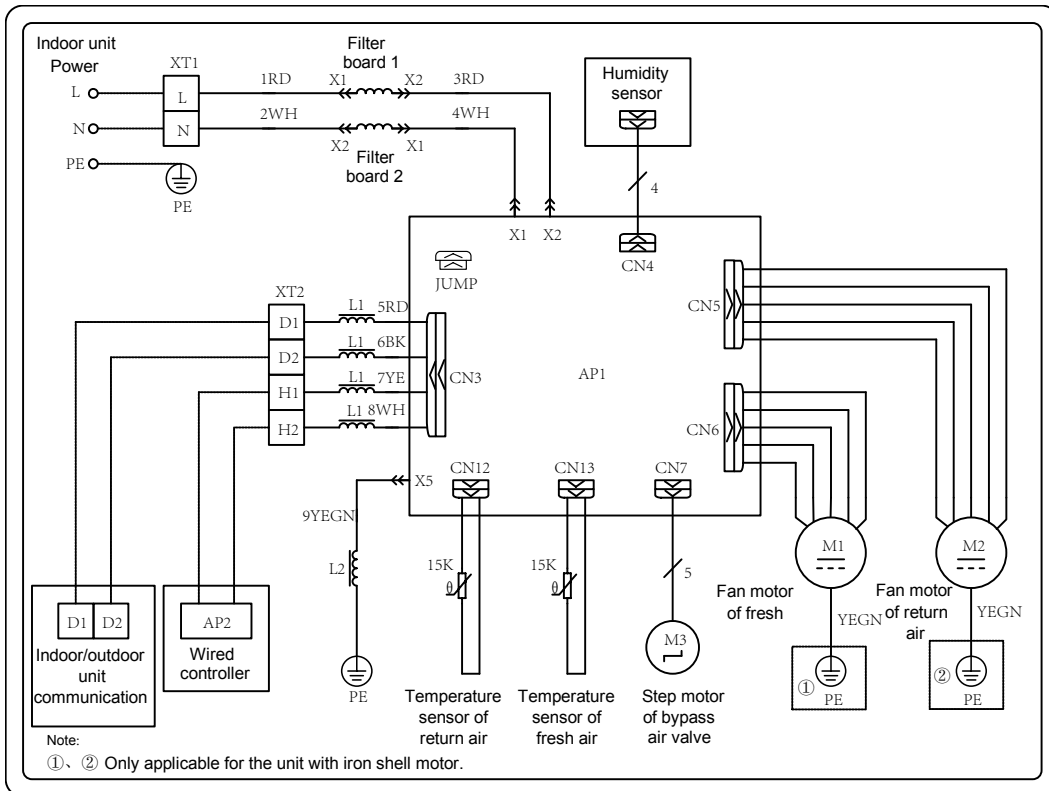 Indoor unit
Power
XT1
Filter
board 1
L
L
1RD
X1
X2
3RD
N
N
2WH
X2
X1
4WH
Filter
board 2
PE
PE
Humidity
sensor
4
X1
X2
CN4
JUMP
CN5
XT2
D1
L1
5RD
D2
L1
6BK
CN3
AP1
H1
L1
7YE
H2
L1
8WH
CN6
X5
CN12
CN13
CN7
9YEGN
L2
15K
θ
15K
θ
5
M1
M2
Fan motor
of fresh
Fan motor
of return
air
YEGN
YEGN
D1
D2
Indoor/outdoor
unit
communication
AP2
Wired
controller
M3
PE
①
PE
②
PE
Temperature
sensor of
return air
Temperature
sensor of
fresh air
Step motor
of bypass
air valve
Note:
①、② Only applicable for the unit with iron shell motor.